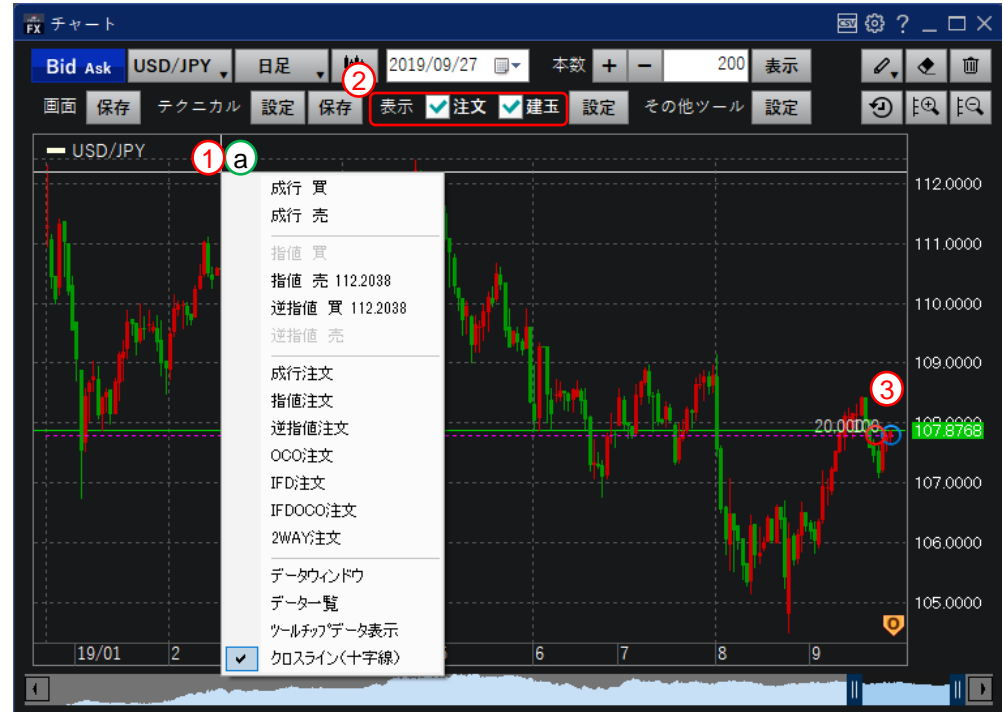 FX チャート CSV ?
Bid Ask USD/JPY 日足 2019/09/27 本数 + - 200 表示
②
画面 保存 テクニカル 設定 保存 表示 注文 建玉 設定 その他ツール 設定
USD/JPY
① a
成行 買
成行 売
指値 買
指値 売 112.2038
逆指値 買 112.2038
逆指値 売
成行注文
指値注文
逆指値注文
OCO注文
IFD注文
IFDOCO注文
2WAY注文
データウィンドウ
データ一覧
ツールチップデータ表示
クロスライン(十字線)
112.0000
111.0000
110.0000
109.0000
③
108.0000
107.8768
107.0000
106.0000
105.0000
O
19/01 2 6 7 8 9